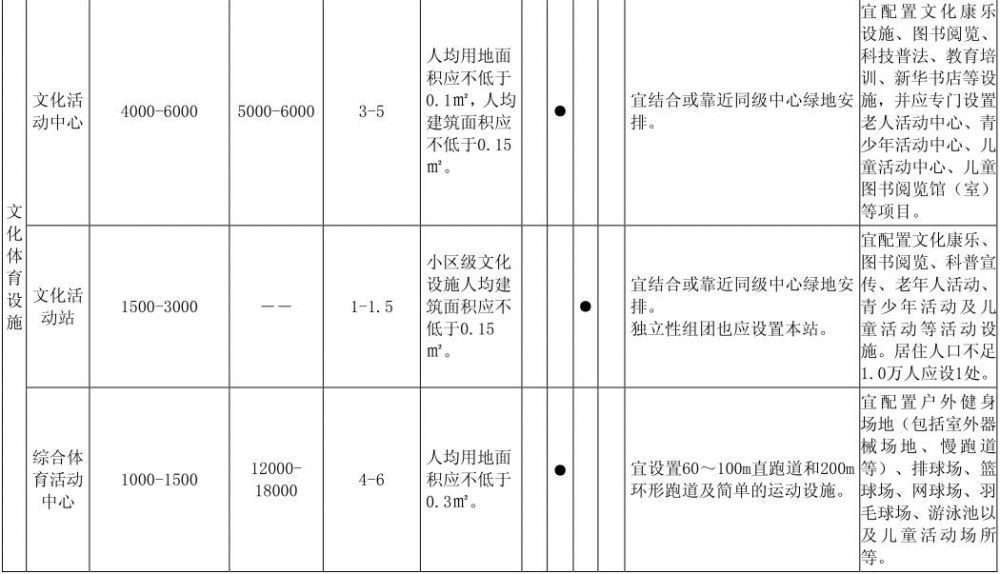 文
化
体
育
设
施
文化活
动中心
4000-6000
5000-6000
3-5
人均用地面
积应不低于
0.1㎡,人均
建筑面积应
不低于0.15
㎡。
●
宜结合或靠近同级中心绿地安
排。
宜配置文化康乐
设施、图书阅览、
科技普法、教育培
训、新华书店等设
施，并应专门设置
老人活动中心、青
少年活动中心、儿
童活动中心、儿童
图书阅览馆（室）
等项目。
文化活
动站
1500-3000
——
1-1.5
小区级文化
设施人均建
筑面积应不
低于0.15
㎡。
●
宜结合或靠近同级中心绿地安
排。
独立性组团也应设置本站。
宜配置文化康乐、
图书阅览、科普宣
传、老年人活动、
青少年活动及儿
童活动等活动设
施。居住人口不足
1.0万人应设1处。
综合体
育活动
中心
1000-1500
12000-
18000
4-6
人均用地面
积应不低于
0.3㎡。
●
宜设置60～100m直跑道和200m
环形跑道及简单的运动设施。
宜配置户外健身
场地（包括室外器
械场地、慢跑道
等）、排球场、篮
球场、网球场、羽
毛球场、游泳池以
及儿童活动场所
等。